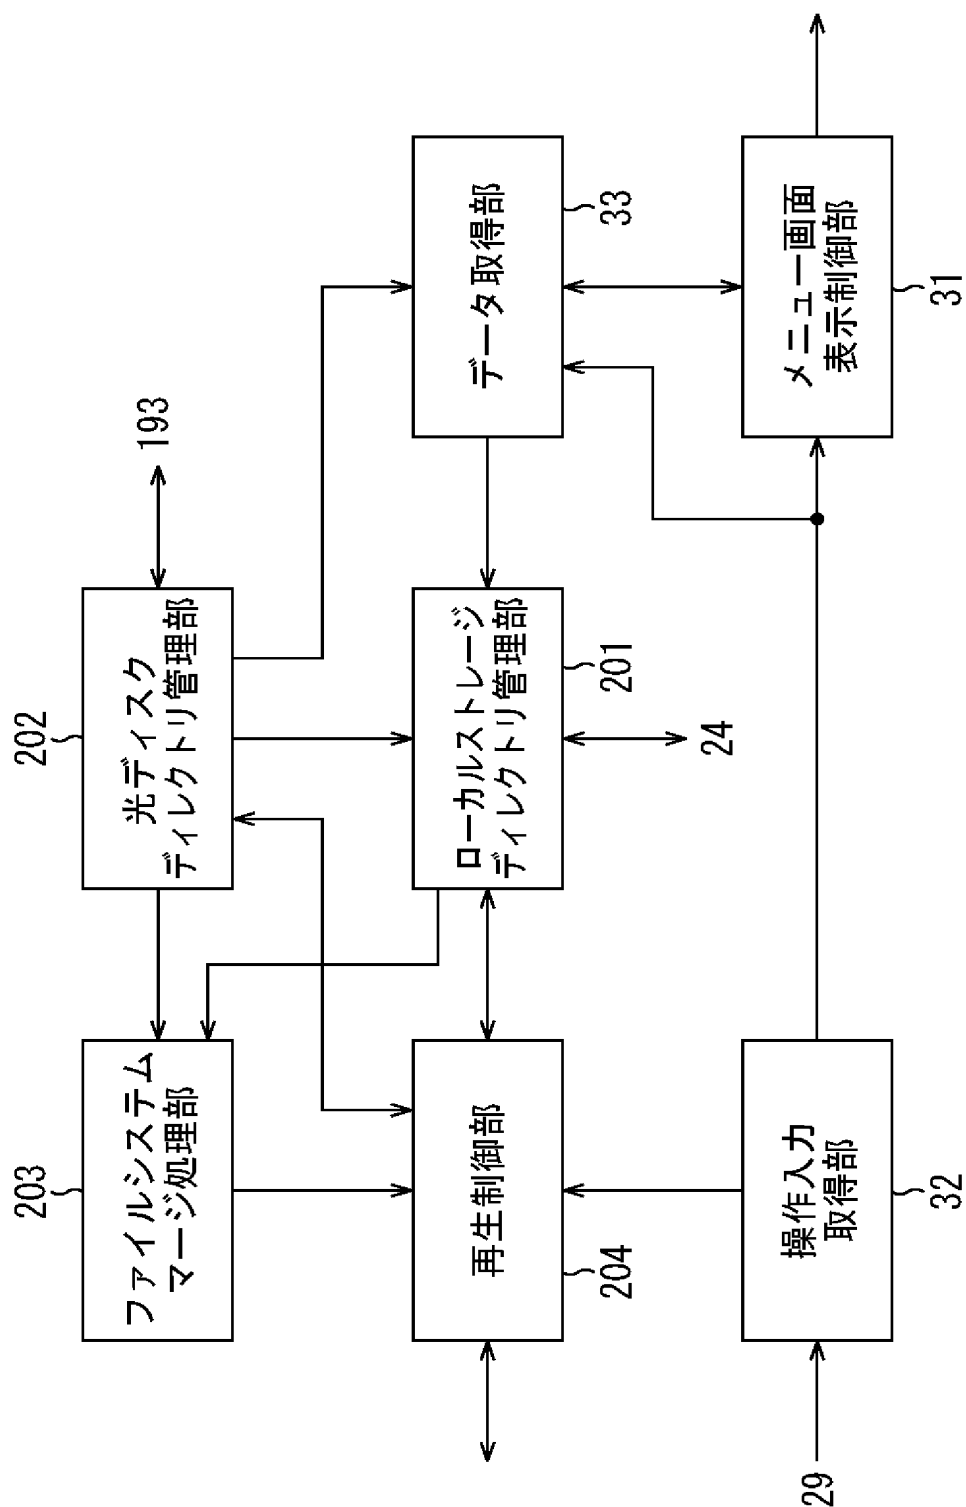 203
ファイルシステム
マージ処理部
202
光ディスク
ディレクトリ管理部
193
204
再生制御部
201
ローカルストレージ
ディレクトリ管理部
24
33
データ取得部
29
操作入力
取得部
32
メニュー画面
表示制御部
31